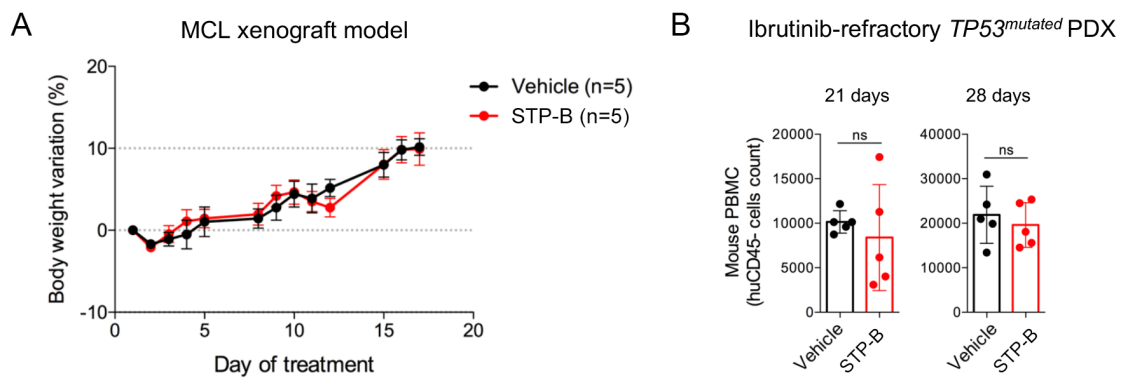 A
MCL xenograft model
Body weight variation (%)
20
10
0
-10
0
5
10
15
20
Day of treatment
Vehicle (n=5)
STP-B (n=5)
B
Ibrutinib-refractory TP53mutated PDX
Mouse PBMC
(huCD45- cells count)
21 days
20000
15000
10000
5000
0
ns
Vehicle
STP-B
28 days
40000
30000
20000
10000
0
ns
Vehicle
STP-B